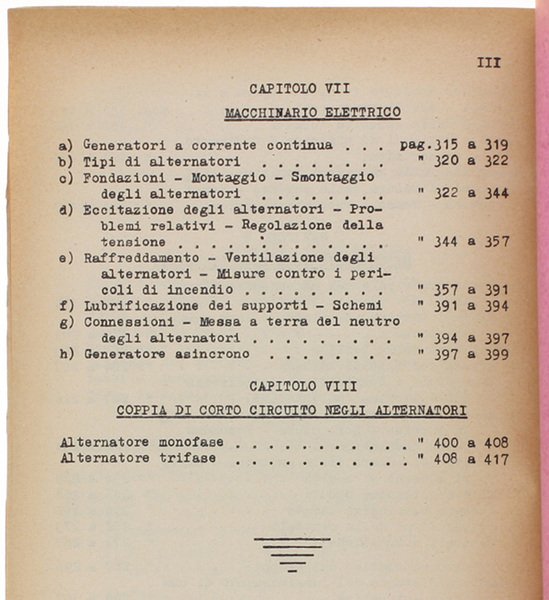 III
CAPITOLO VII
MACCHINARIO ELETTRICO
a) Generatori a corrente continua . . . pag. 315 a 319
b) Tipi di alternatori . . . . . . . . " 320 a 322
c) Fondazioni - Montaggio - Smontaggio
degli alternatori . . . . . . . . " 322 a 344
d) Eccitazione degli alternatori - Pro-
blemi relativi - Regolazione della
tensione . . . . . . . . . . . . . " 344 a 357
e) Raffreddamento - Ventilazione degli
alternatori - Misure contro i peri-
coli di incendio . . . . . . . . . " 357 a 391
f) Lubrificazione dei supporti - Schemi " 391 a 394
g) Connessioni - Messa a terra del neutro
degli alternatori . . . . . . . . . " 394 a 397
h) Generatore asincrono . . . . . . . . " 397 a 399
CAPITOLO VIII
COPPIA DI CORTO CIRCUITO NEGLI ALTERNATORI
Alternatore monofase . . . . . . . . . . . " 400 a 408
Alternatore trifase . . . . . . . . . . . " 408 a 417